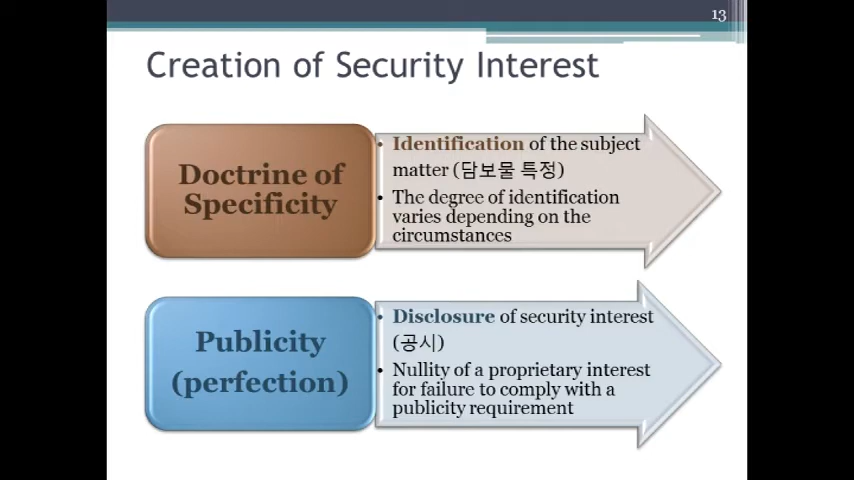 13
Creation of Security Interest
Doctrine of
Specificity
• Identification of the subject
matter (담보물 특정)
• The degree of identification
varies depending on the
circumstances
Publicity
(perfection)
• Disclosure of security interest
(공시)
• Nullity of a proprietary interest
for failure to comply with a
publicity requirement